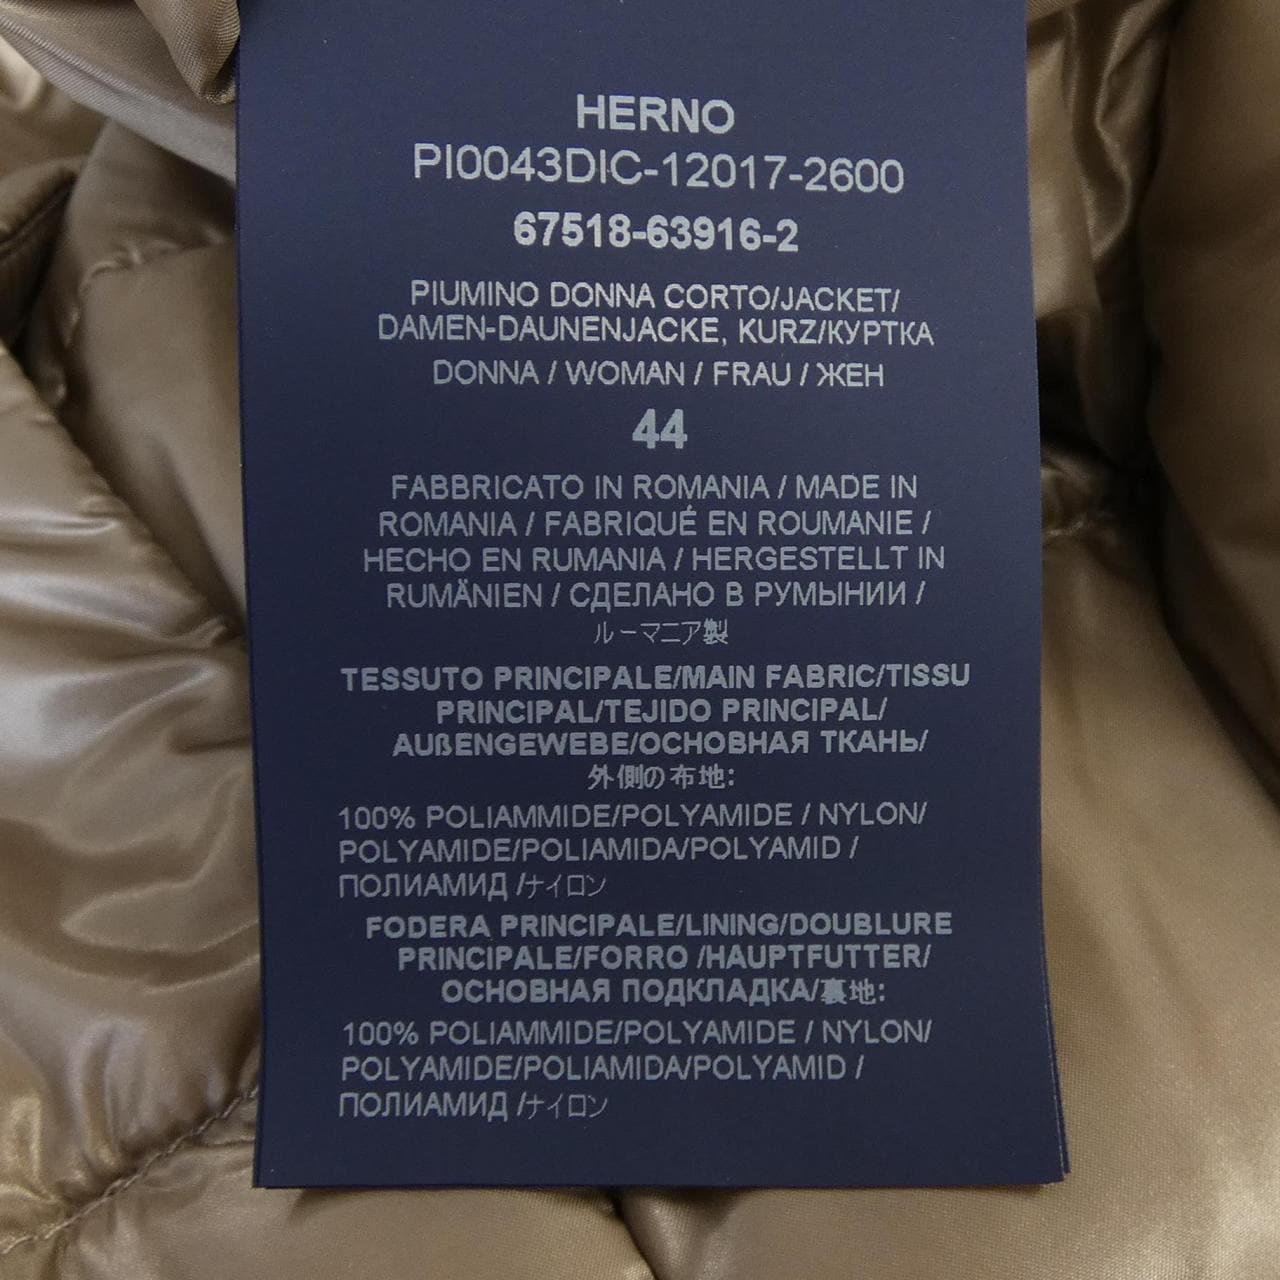 HERNO
PI0043DIC-12017-2600
67518-63916-2
PIUMINO DONNA CORTO/JACKET/
DAMEN-DAUNENJACKE, KURZ/КУРТКА
DONNA / WOMAN / FRAU / ЖЕН
44
FABBRICATO IN ROMANIA / MADE IN
ROMANIA / FABRIQUÉ EN ROUMANIE /
HECHO EN RUMANIA / HERGESTELLT IN
RUMÄNIEN / СДЕЛАНО В РУМЫНИИ /
ルーマニア製
TESSUTO PRINCIPALE/MAIN FABRIC/TISSU
PRINCIPAL/TEJIDO PRINCIPAL/
AUßENGEWEBE/ОСНОВНАЯ ТКАНЬ/
外側の布地:
100% POLIAMMIDE/POLYAMIDE / NYLON/
POLYAMIDE/POLIAMIDA/POLYAMID /
ПОЛИАМИД /ナイロン
FODERA PRINCIPALE/LINING/DOUBLURE
PRINCIPALE/FORRO /HAUPTFUTTER/
ОСНОВНАЯ ПОДКЛАДКА/裏地:
100% POLIAMMIDE/POLYAMIDE / NYLON/
POLYAMIDE/POLIAMIDA/POLYAMID /
ПОЛИАМИД /ナイロン